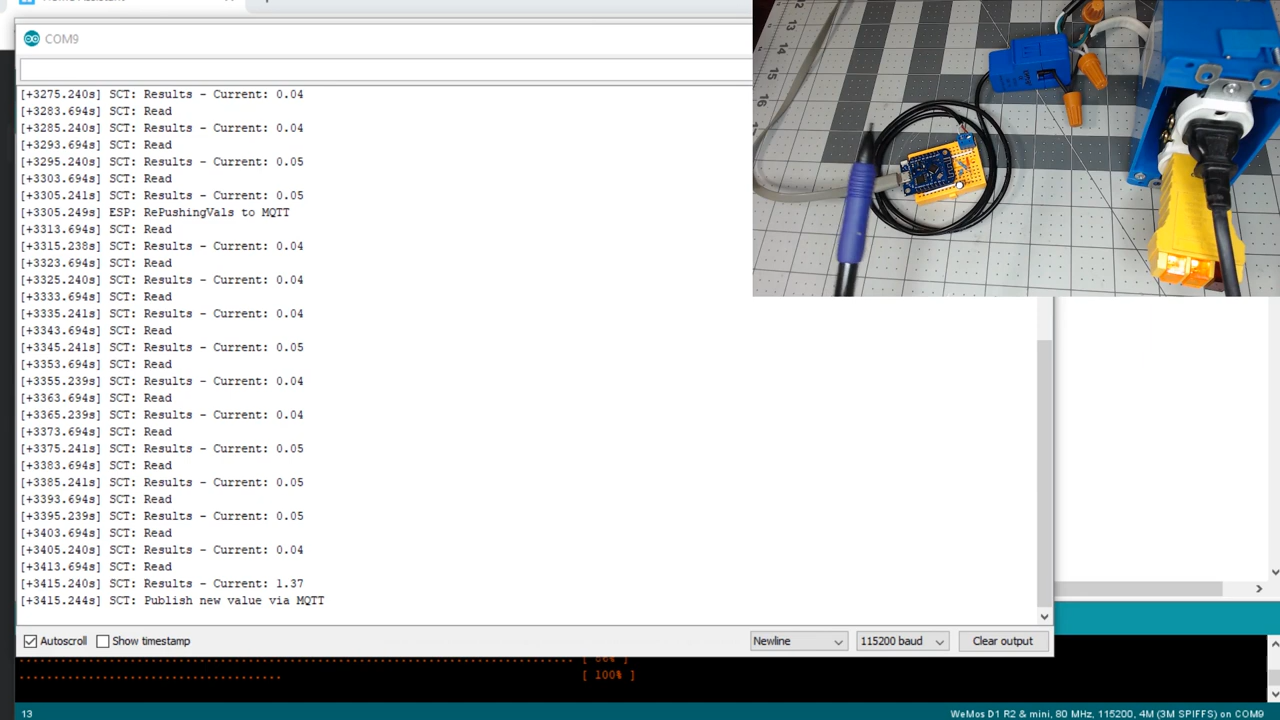 COM9
[+3275.240s] SCT: Results - Current: 0.04
[+3283.694s] SCT: Read
[+3285.240s] SCT: Results - Current: 0.04
[+3293.694s] SCT: Read
[+3295.240s] SCT: Results - Current: 0.05
[+3303.694s] SCT: Read
[+3305.241s] SCT: Results - Current: 0.05
[+3305.249s] ESP: RePushingVals to MQTT
[+3313.694s] SCT: Read
[+3315.238s] SCT: Results - Current: 0.04
[+3323.694s] SCT: Read
[+3325.240s] SCT: Results - Current: 0.04
[+3333.694s] SCT: Read
[+3335.241s] SCT: Results - Current: 0.04
[+3343.694s] SCT: Read
[+3345.241s] SCT: Results - Current: 0.05
[+3353.694s] SCT: Read
[+3355.239s] SCT: Results - Current: 0.04
[+3363.694s] SCT: Read
[+3365.239s] SCT: Results - Current: 0.04
[+3373.694s] SCT: Read
[+3375.241s] SCT: Results - Current: 0.05
[+3383.694s] SCT: Read
[+3385.241s] SCT: Results - Current: 0.05
[+3393.694s] SCT: Read
[+3395.239s] SCT: Results - Current: 0.05
[+3403.694s] SCT: Read
[+3405.240s] SCT: Results - Current: 0.04
[+3413.694s] SCT: Read
[+3415.240s] SCT: Results - Current: 1.37
[+3415.244s] SCT: Publish new value via MQTT
12
13
14
15
16
Autoscroll Show timestamp Newline 115200 baud Clear output
[ 100% ]
13 WeMos D1 R2 & mini, 80 MHz, 115200, 4M (3M SPIFFS) on COM9